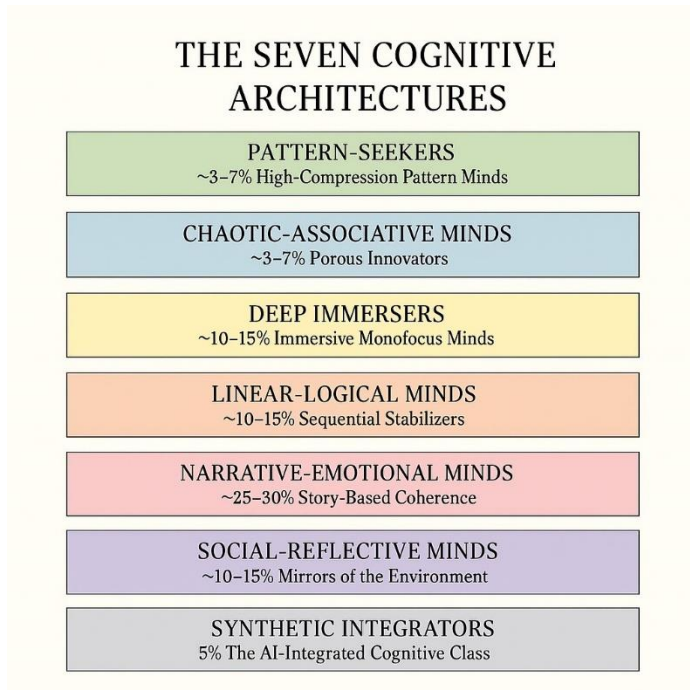 THE SEVEN COGNITIVE
ARCHITECTURES
PATTERN-SEEKERS
~3–7% High-Compression Pattern Minds
CHAOTIC-ASSOCIATIVE MINDS
~3–7% Porous Innovators
DEEP IMMERSERS
~10–15% Immersive Monofocus Minds
LINEAR-LOGICAL MINDS
~10–15% Sequential Stabilizers
NARRATIVE-EMOTIONAL MINDS
~25–30% Story-Based Coherence
SOCIAL-REFLECTIVE MINDS
~10–15% Mirrors of the Environment
SYNTHETIC INTEGRATORS
5% The AI-Integrated Cognitive Class